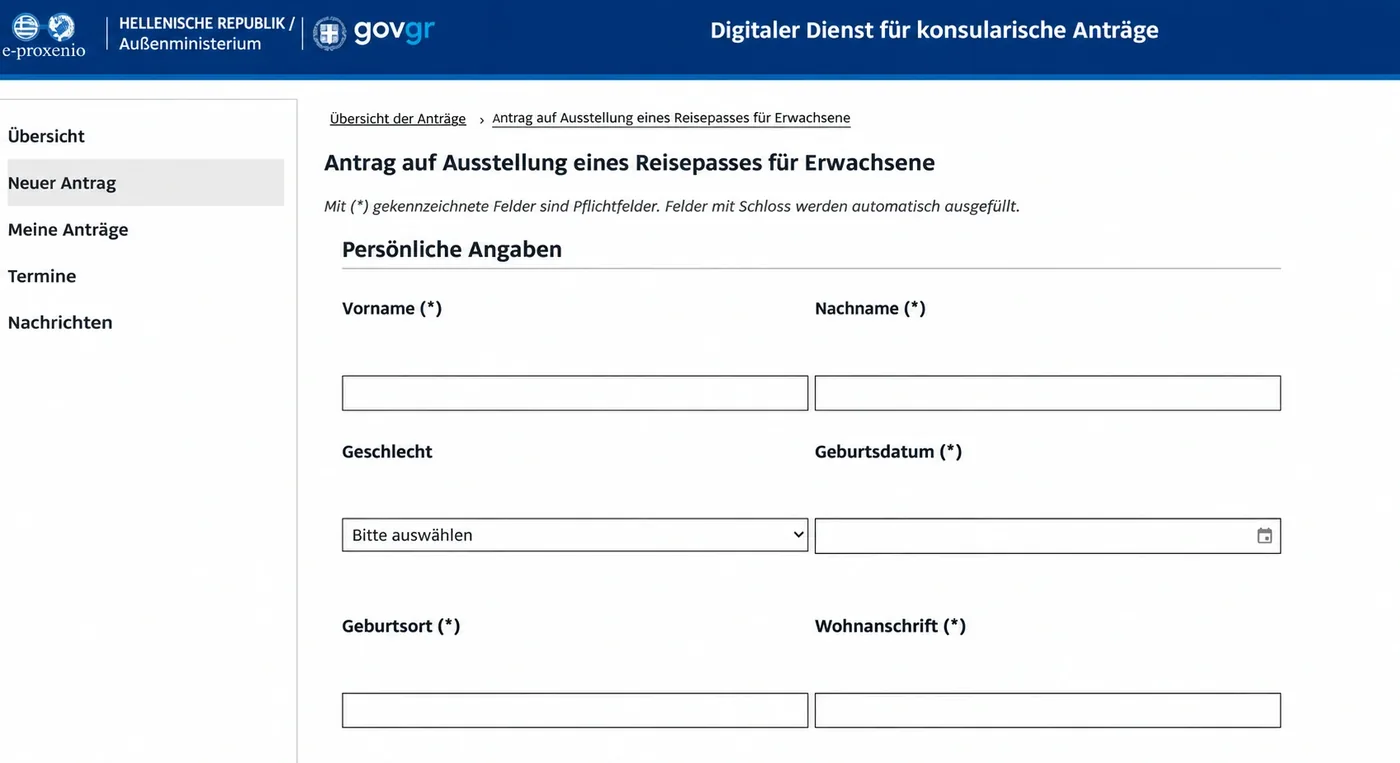 e-proxenio
HELLENISCHE REPUBLIK /
Außenministerium
govgr
Digitaler Dienst für konsularische Anträge
Übersicht
Neuer Antrag
Meine Anträge
Termine
Nachrichten
Übersicht der Anträge › Antrag auf Ausstellung eines Reisepasses für Erwachsene
Antrag auf Ausstellung eines Reisepasses für Erwachsene
Mit (*) gekennzeichnete Felder sind Pflichtfelder. Felder mit Schloss werden automatisch ausgefüllt.
Persönliche Angaben
Vorname (*) Nachname (*)
Geschlecht Geburtsdatum (*)
Bitte auswählen
Geburtsort (*) Wohnanschrift (*)